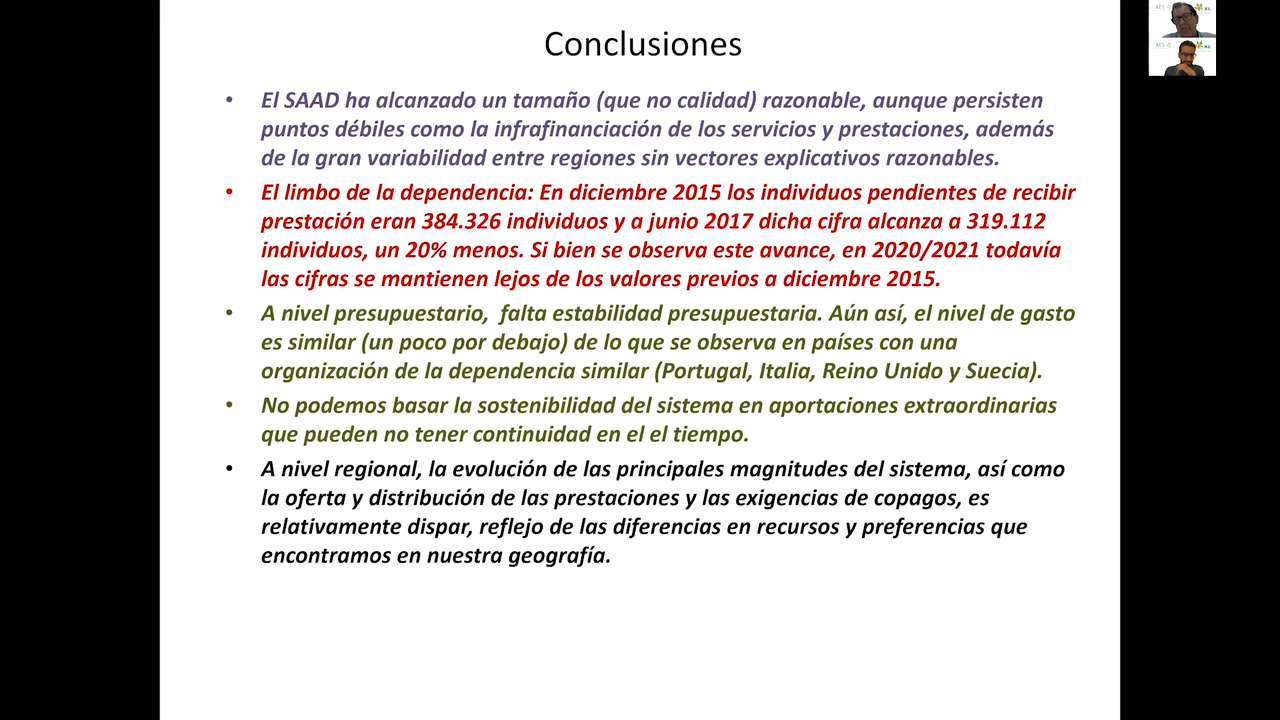 Conclusiones
• El SAAD ha alcanzado un tamaño (que no calidad) razonable, aunque persisten
puntos débiles como la infrafinanciación de los servicios y prestaciones, además
de la gran variabilidad entre regiones sin vectores explicativos razonables.
• El limbo de la dependencia: En diciembre 2015 los individuos pendientes de recibir
prestación eran 384.326 individuos y a junio 2017 dicha cifra alcanza a 319.112
individuos, un 20% menos. Si bien se observa este avance, en 2020/2021 todavía
las cifras se mantienen lejos de los valores previos a diciembre 2015.
• A nivel presupuestario, falta estabilidad presupuestaria. Aún así, el nivel de gasto
es similar (un poco por debajo) de lo que se observa en países con una
organización de la dependencia similar (Portugal, Italia, Reino Unido y Suecia).
• No podemos basar la sostenibilidad del sistema en aportaciones extraordinarias
que pueden no tener continuidad en el el tiempo.
• A nivel regional, la evolución de las principales magnitudes del sistema, así como
la oferta y distribución de las prestaciones y las exigencias de copagos, es
relativamente dispar, reflejo de las diferencias en recursos y preferencias que
encontramos en nuestra geografía.
AES XL
AES XL